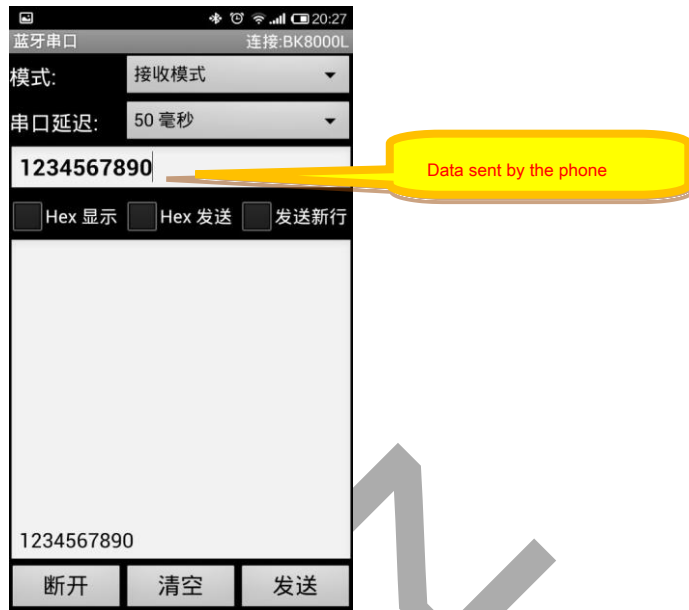 20:27
蓝牙串口 连接:BK8000L
模式: 接收模式
串口延迟: 50 毫秒
1234567890
Data sent by the phone
Hex 显示 Hex 发送 发送新行
1234567890
断开 清空 发送